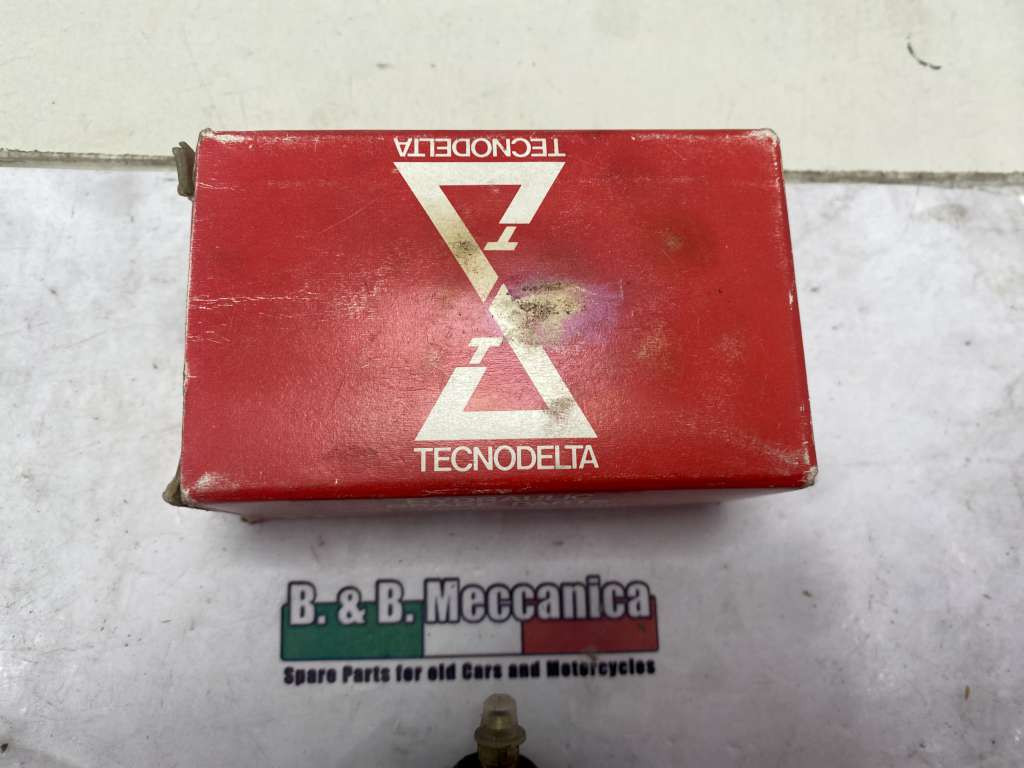 TECNODELTA
T
T
TECNODELTA
B. & B. Meccanica
Spare Parts for old Cars and Motorcycles